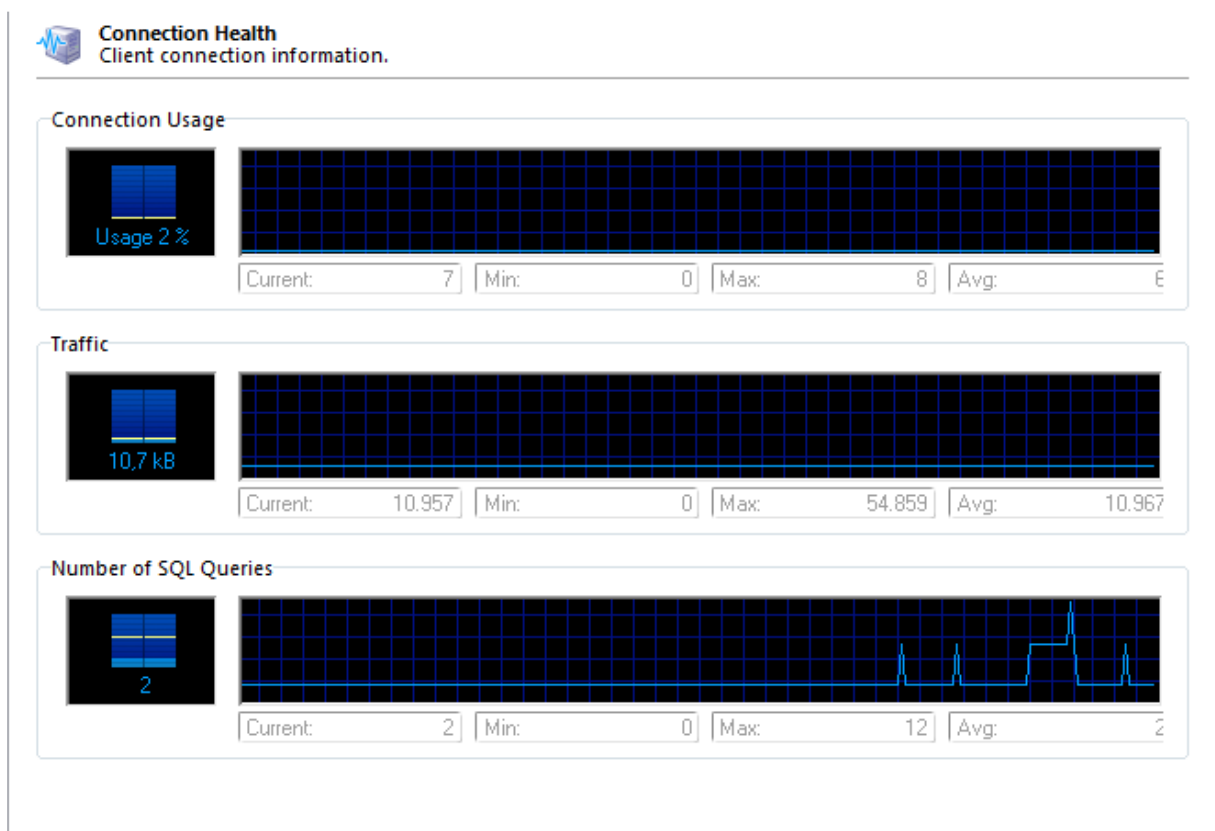 Connection Health
Client connection information.
Connection Usage
Usage 2 %
Current: 7 Min: 0 Max: 8 Avg:
Traffic
10,7 kB
Current: 10.957 Min: 0 Max: 54.859 Avg: 10.967
Number of SQL Queries
2
Current: 2 Min: 0 Max: 12 Avg: 2